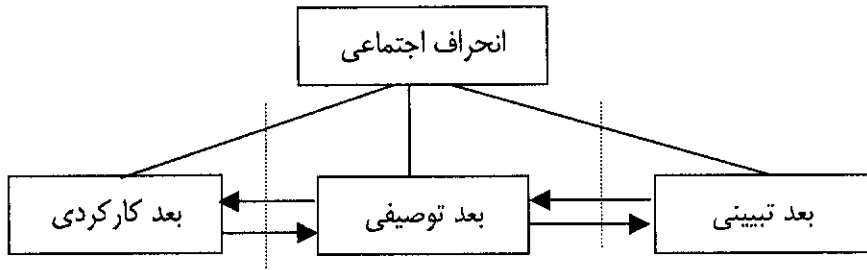 انحراف اجتماعی
بعد تبیینی
بعد توصیفی
بعد کارکردی